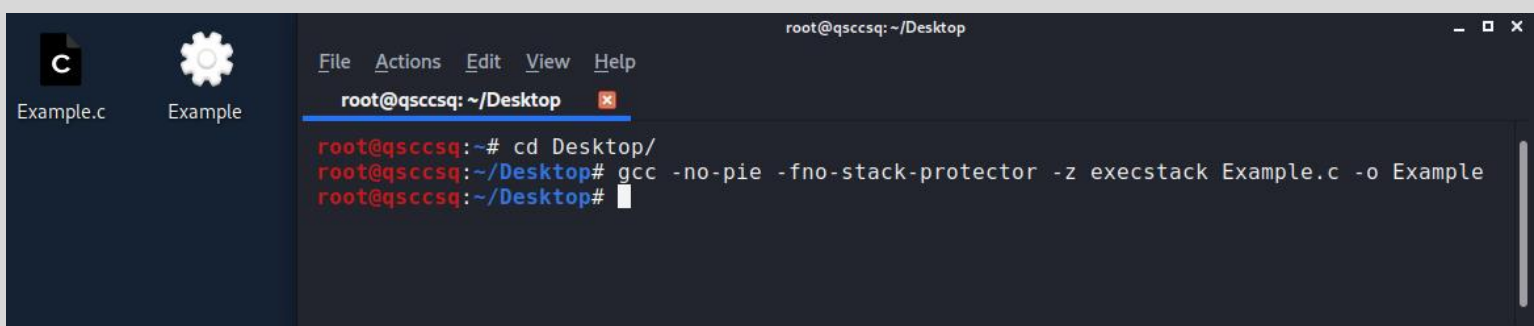 root@qsccsq: ~/Desktop
File Actions Edit View Help
root@qsccsq: ~/Desktop
C
Example.c
Example
root@qsccsq:~# cd Desktop/
root@qsccsq:~/Desktop# gcc -no-pie -fno-stack-protector -z execstack Example.c -o Example
root@qsccsq:~/Desktop#